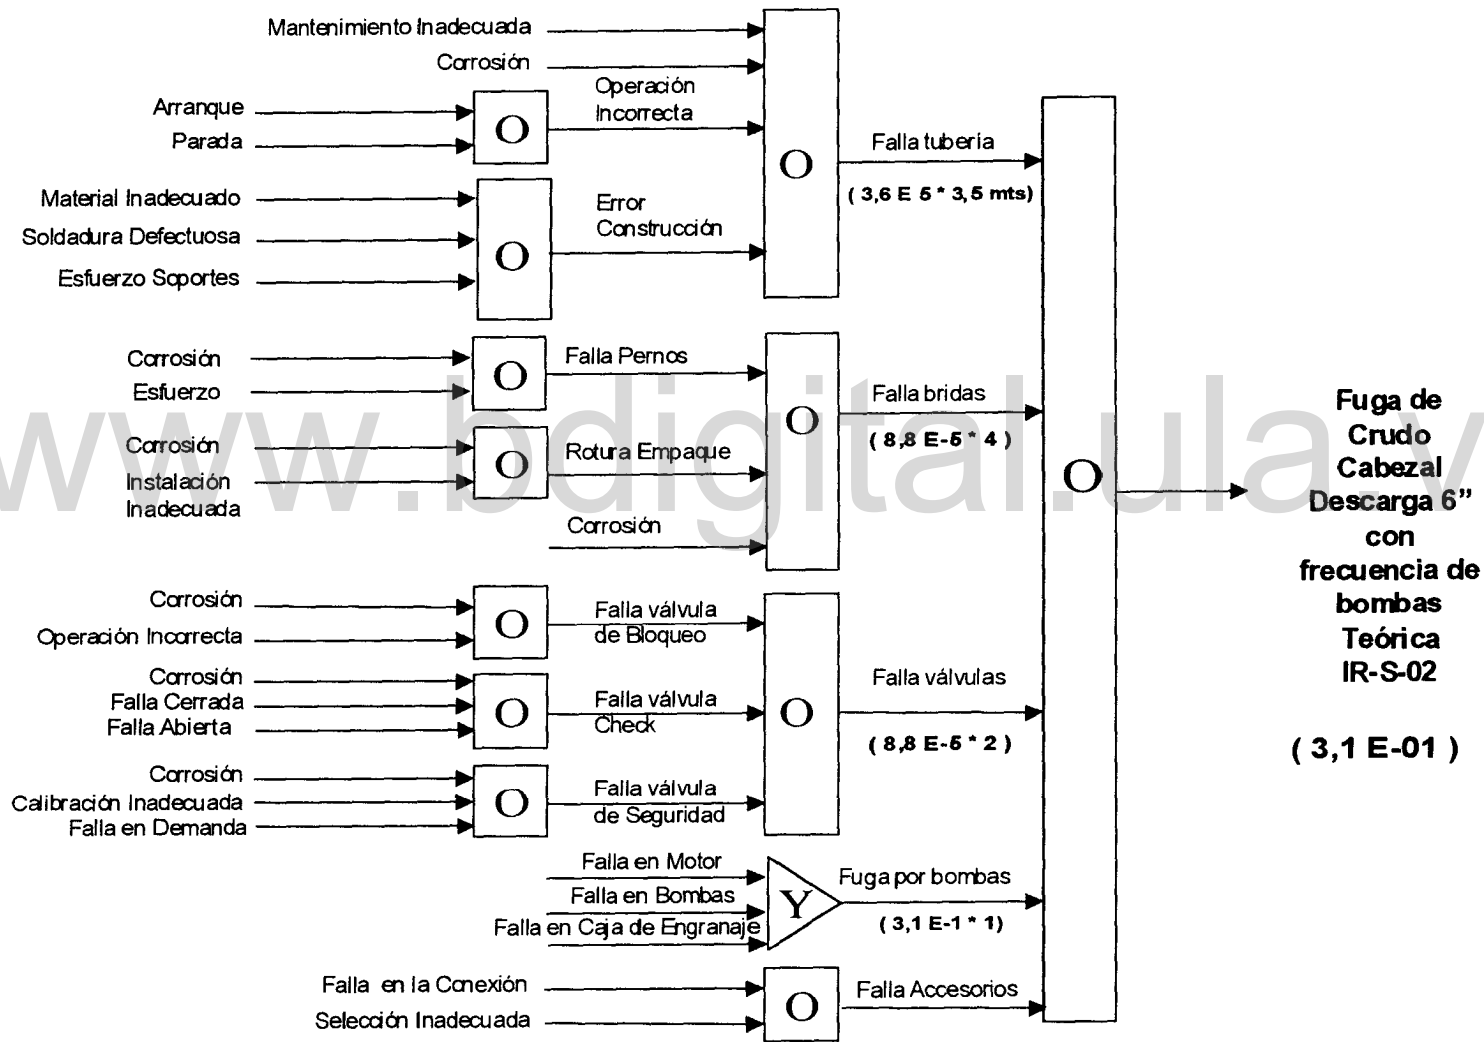 Mantenimiento Inadecuada
Corrosión
Arranque
Parada
O
Operación
Incorrecta
Material Inadecuado
Soldadura Defectuosa
Esfuerzo Soportes
O
Error
Construcción
O
Falla tubería
( 3,6 E 5 * 3,5 mts)
Corrosión
Esfuerzo
O
Falla Pernos
Corrosión
Instalación
Inadecuada
O
Rotura Empaque
Corrosión
O
Falla bridas
( 8,8 E-5 * 4 )
Corrosión
Operación Incorrecta
O
Falla válvula
de Bloqueo
Corrosión
Falla Cerrada
Falla Abierta
O
Falla válvula
Check
Corrosión
Calibración Inadecuada
Falla en Demanda
O
Falla válvula
de Seguridad
O
Falla válvulas
( 8,8 E-5 * 2 )
Falla en Motor
Falla en Bombas
Falla en Caja de Engranaje
Y
Fuga por bombas
( 3,1 E-1 * 1)
Falla en la Conexión
Selección Inadecuada
O
Falla Accesorios
O
Fuga de
Crudo
Cabezal
Descarga 6”
con
frecuencia de
bombas
Teórica
IR-S-02
( 3,1 E-01 )
www.bdigital.ula.v